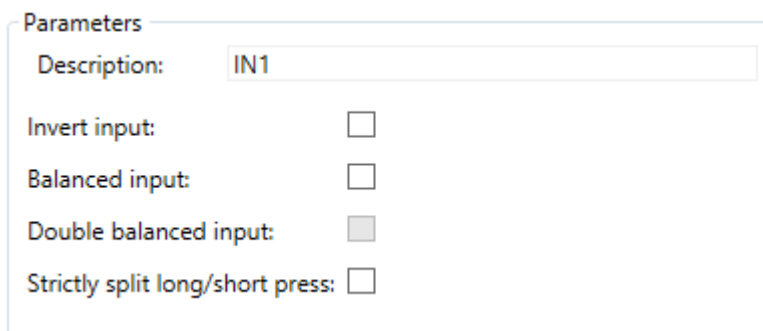 Parameters
Description: IN1
Invert input:
Balanced input:
Double balanced input:
Strictly split long/short press: